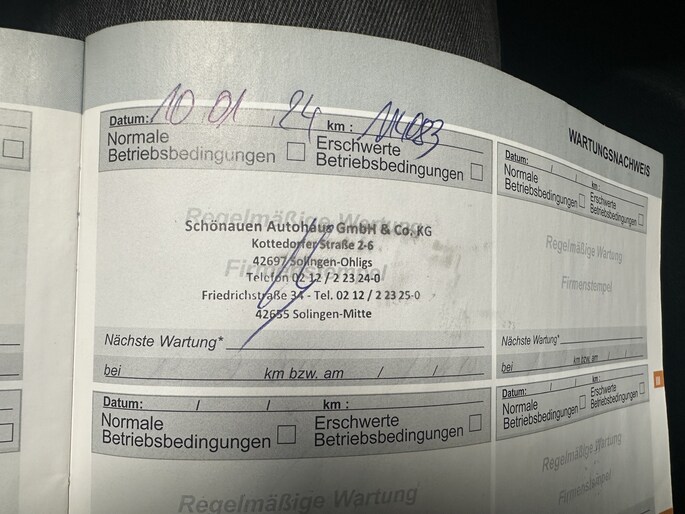 WARTUNGSNACHWEIS
Datum: 10 01 .24 km : 114083
Normale
Betriebsbedingungen
Erschwerte
Betriebsbedingungen
Regelmäßige Wartung
Firmenstempel
Schönauen Autohaus GmbH & Co. KG
Kottedorfer Straße 2-6
42697 Solingen-Ohligs
Telefon 02 12 / 2 23 24-0
Friedrichstraße 34 - Tel. 02 12 / 2 23 25-0
42655 Solingen-Mitte
Nächste Wartung*
bei km bzw. am / /
Datum: / / km :
Normale
Betriebsbedingungen
Erschwerte
Betriebsbedingungen
Regelmäßige Wartung
Datum: / / km :
Normale
Betriebsbedingungen
Erschwerte
Betriebsbedingungen
Regelmäßige Wartung
Firmenstempel
Nächste Wartung*
bei km bzw. am / /
Datum: / / km :
Normale
Betriebsbedingungen
Erschwerte
Betriebsbedingungen
Regelmäßige Wartung
Firmenstempel